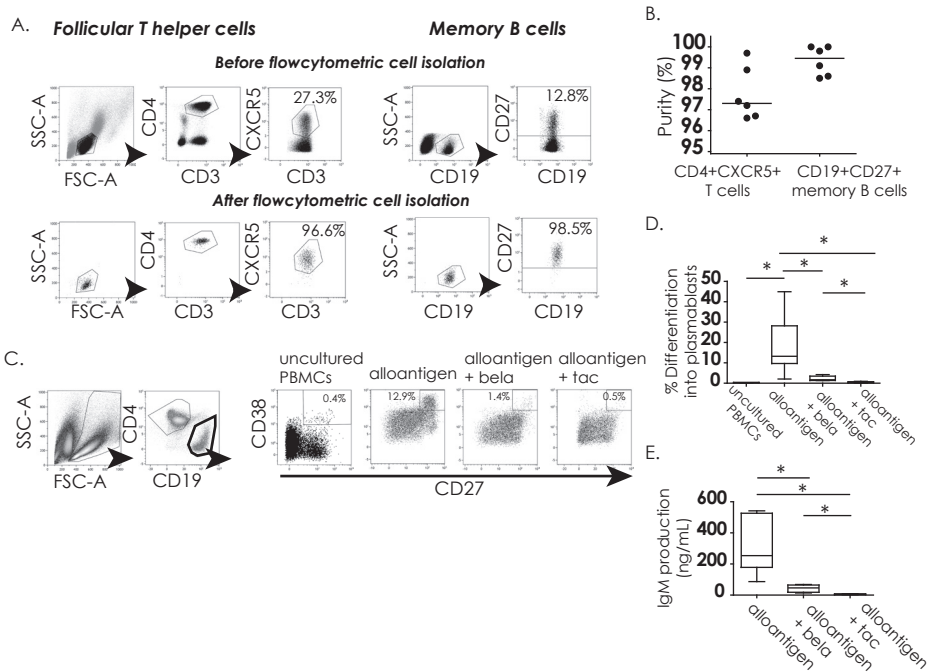 A.
Follicular T helper cells
Memory B cells
Before flowcytometric cell isolation
SSC-A
FSC-A
CD4
CD3
CXCR5
27.3%
CD3
SSC-A
CD19
CD27
12.8%
CD19
After flowcytometric cell isolation
SSC-A
FSC-A
CD4
CD3
CXCR5
96.6%
CD3
SSC-A
CD19
CD27
98.5%
CD19
B.
Purity (%)
100
99
98
97
96
95
CD4+CXCR5+
T cells
CD19+CD27+
memory B cells
C.
SSC-A
FSC-A
CD4
CD19
CD38
uncultured
PBMCs
0.4%
alloantigen
12.9%
alloantigen
+ bela
1.4%
alloantigen
+ tac
0.5%
CD27
D.
% Differentiation
into plasmablasts
50
40
30
20
10
0
* * * *
uncultured
PBMCs
alloantigen
alloantigen
+ bela
alloantigen
+ tac
E.
IgM production
(ng/mL)
600
400
200
0
* * *
alloantigen
alloantigen
+ bela
alloantigen
+ tac